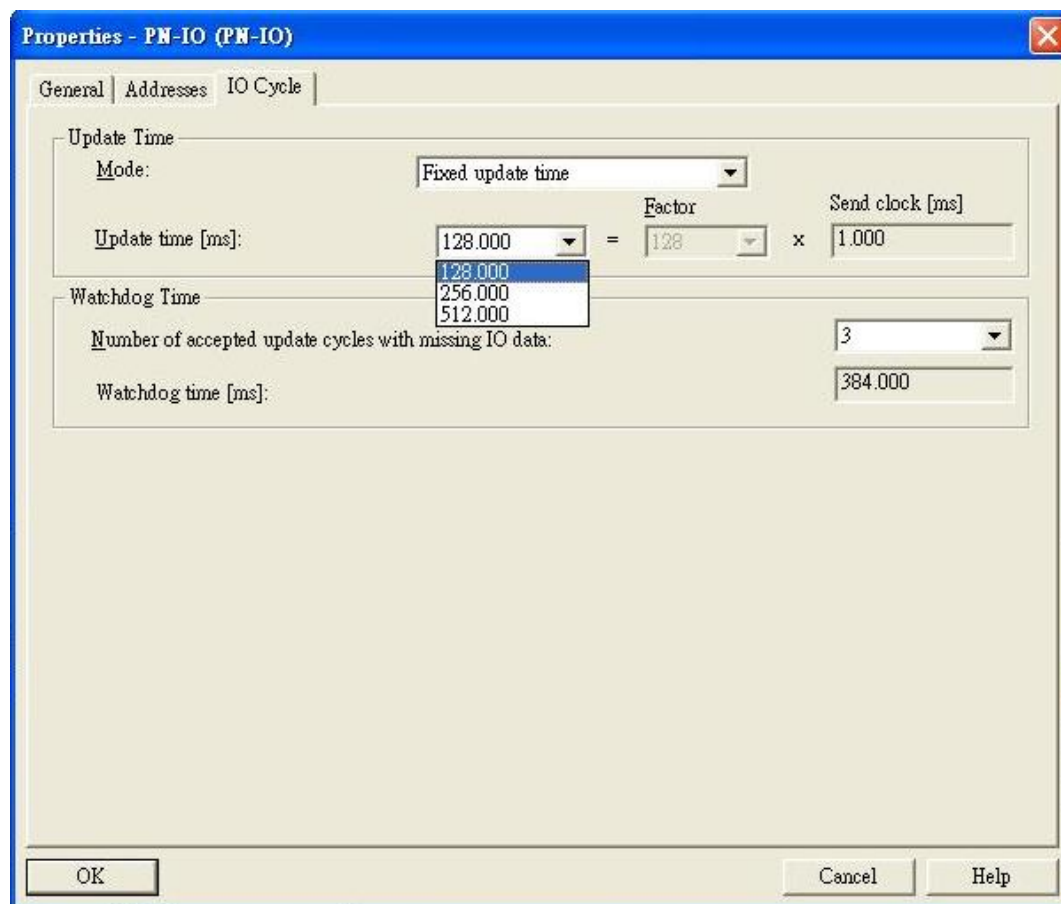 Properties - PN-IO (PN-IO)
General Addresses IO Cycle
Update Time
Mode: Fixed update time
Factor Send clock [ms]
Update time [ms]: 128.000 = 128 x 1.000
128.000
256.000
512.000
Watchdog Time
Number of accepted update cycles with missing IO data: 3
Watchdog time [ms]: 384.000
OK Cancel Help